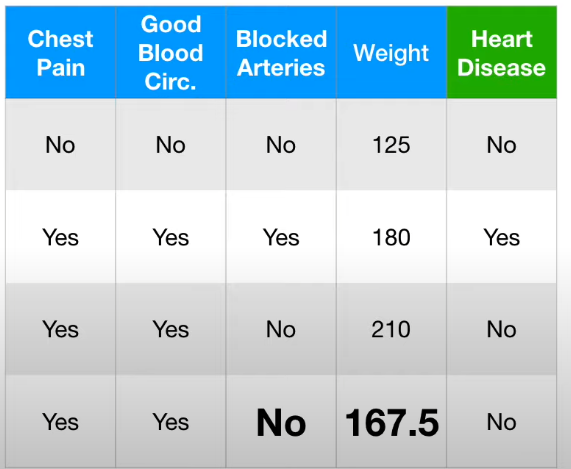 Chest Pain | Good Blood Circ. | Blocked Arteries | Weight | Heart Disease
No | No | No | 125 | No
Yes | Yes | Yes | 180 | Yes
Yes | Yes | No | 210 | No
Yes | Yes | No | 167.5 | No